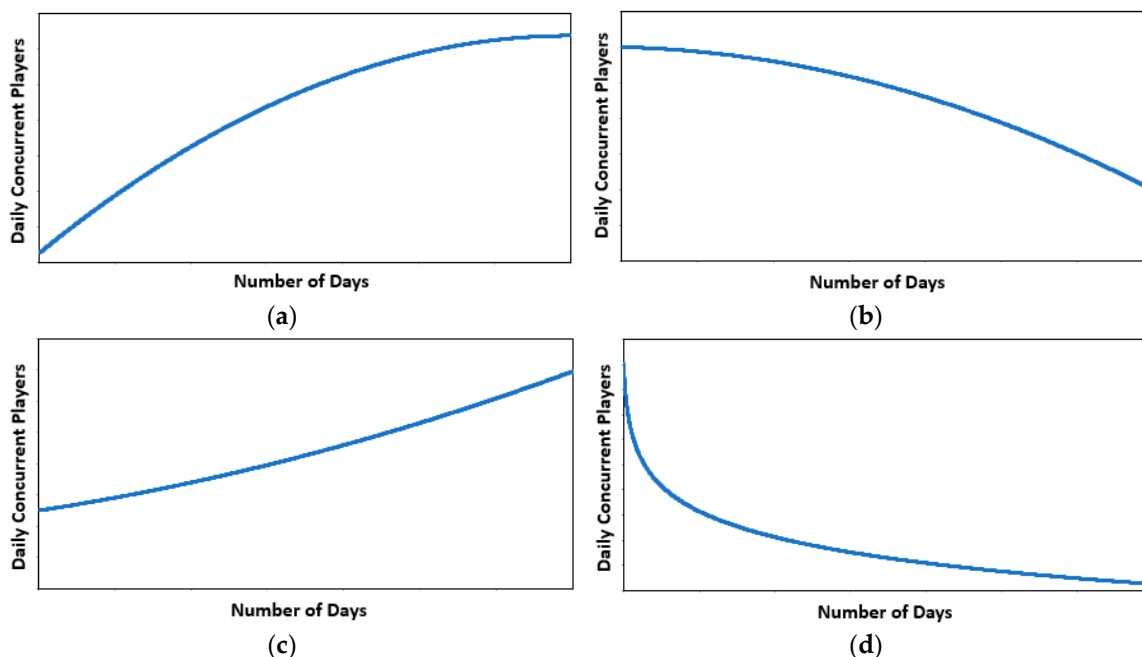 Daily Concurrent Players
Number of Days
(a)
Daily Concurrent Players
Number of Days
(b)
Daily Concurrent Players
Number of Days
(c)
Daily Concurrent Players
Number of Days
(d)